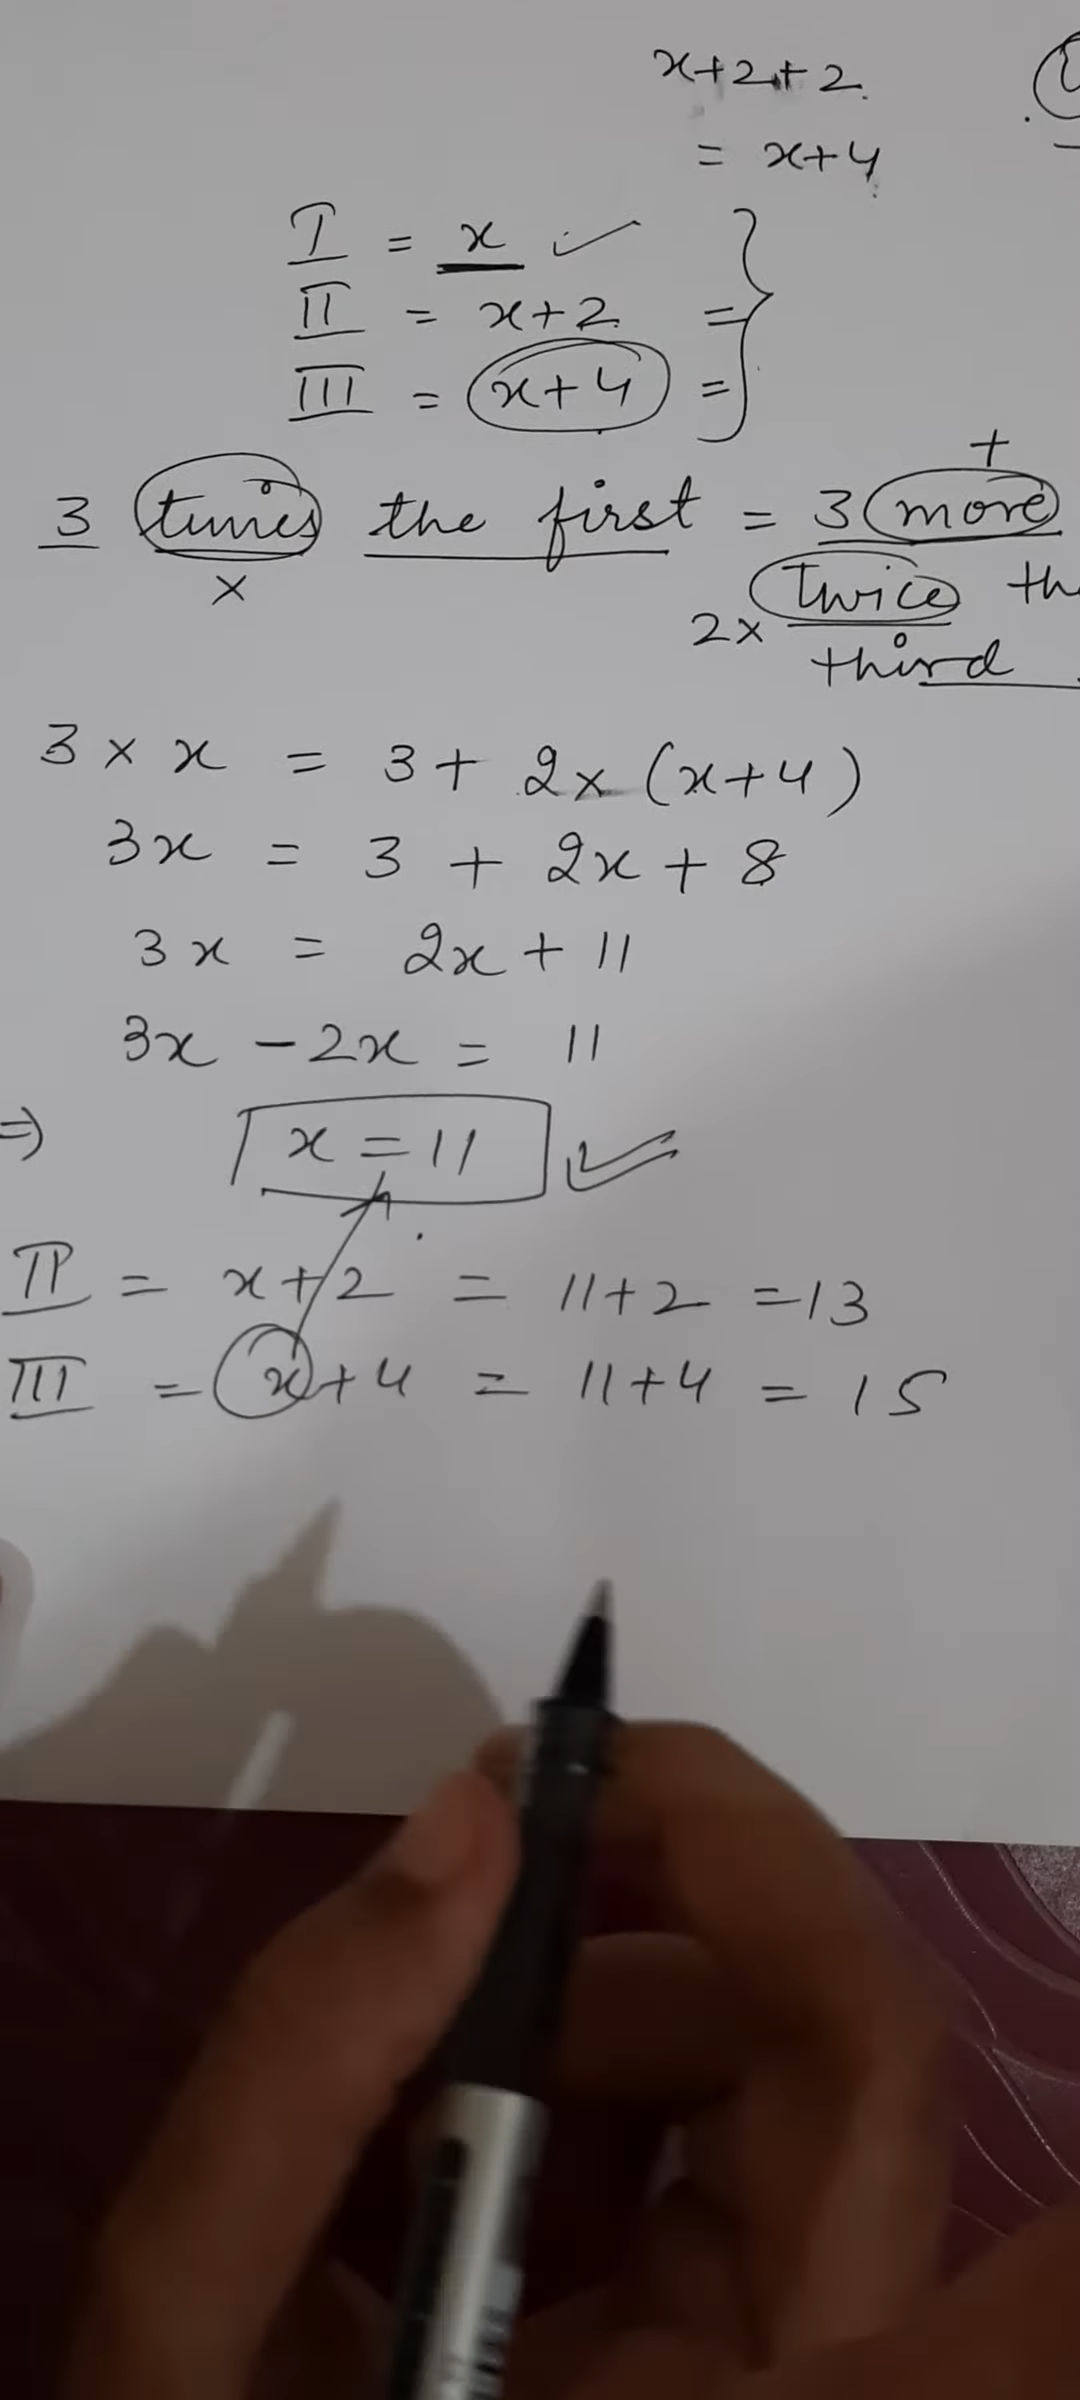 x+2+2
= x+4
I = x ✓
II = x+2 =
III = x+4 =
+
3 times the first = 3 more
x
twice
2x
third
3 × x = 3 + 2x (x+4)
3x = 3 + 2x + 8
3x = 2x + 11
3x - 2x = 11
=> x = 11 ✓
II = x+2 = 11+2 = 13
III = x+4 = 11+4 = 15